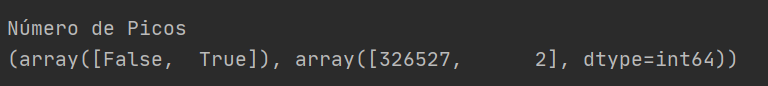 Número de Picos
(array([False,  True]), array([326527,      2], dtype=int64))